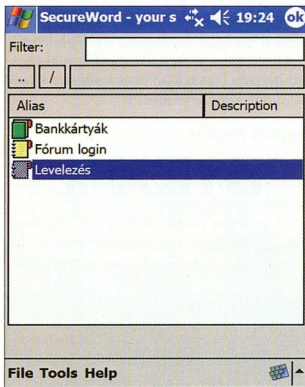 SecureWord - your s 19:24 ok
Filter:
.. /
Alias Description
Bankkártyák
Fórum login
Levelezés
File Tools Help